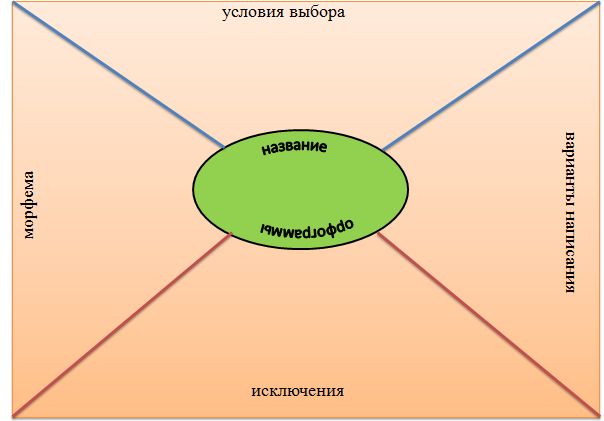 условия выбора
название
орфограммы
морфема
варианты написания
исключения